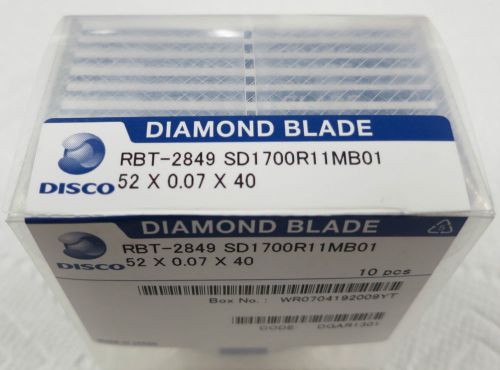 DIAMOND BLADE
RBT-2849 SD1700R11MB01
52 X 0.07 X 40
DISCO
DIAMOND BLADE
RBT-2849 SD1700R11MB01
52 X 0.07 X 40
DISCO
10 pcs
Box No.: WR0704192009YT
CODE: DGAR1301